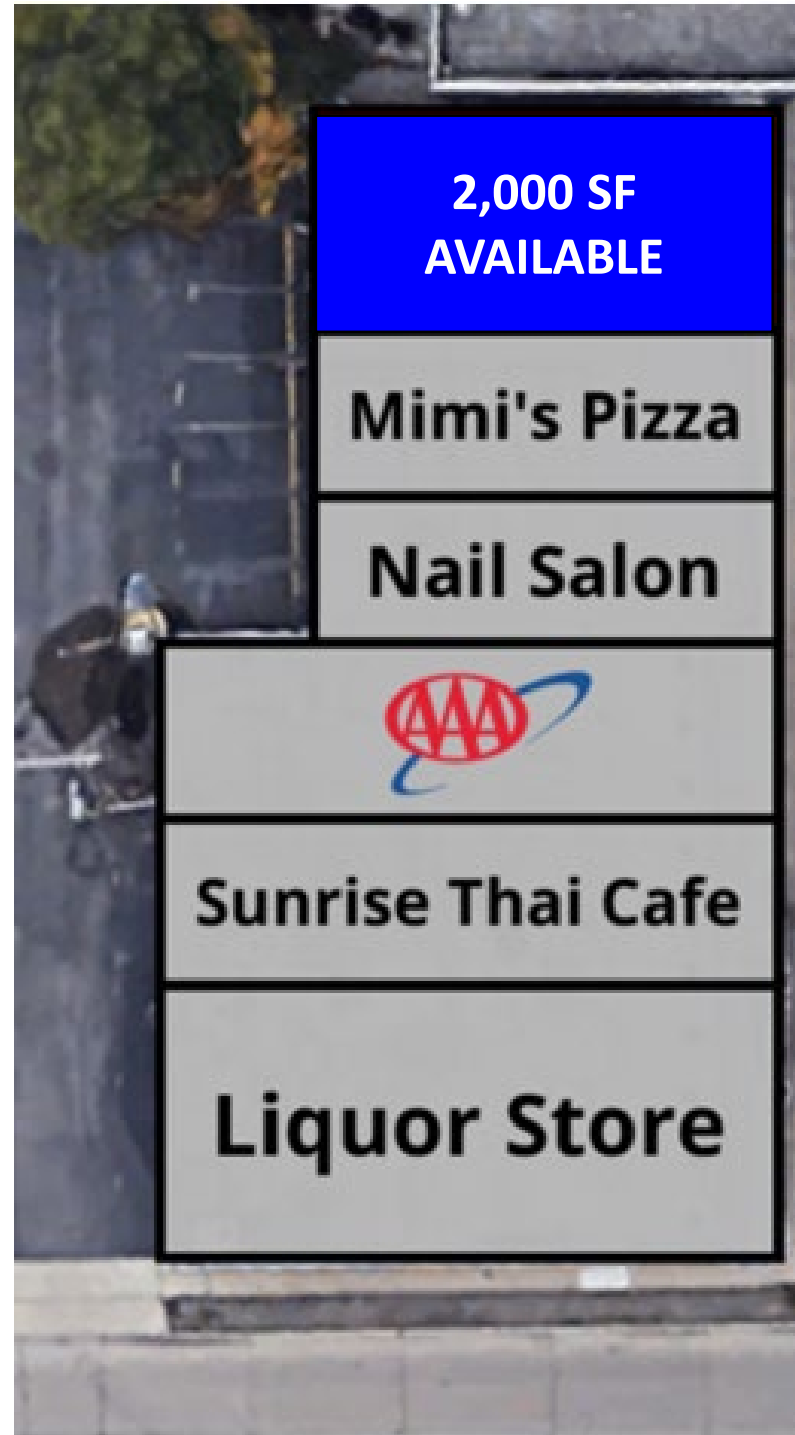 2,000 SF
AVAILABLE
Mimi's Pizza
Nail Salon
AAA
Sunrise Thai Cafe
Liquor Store